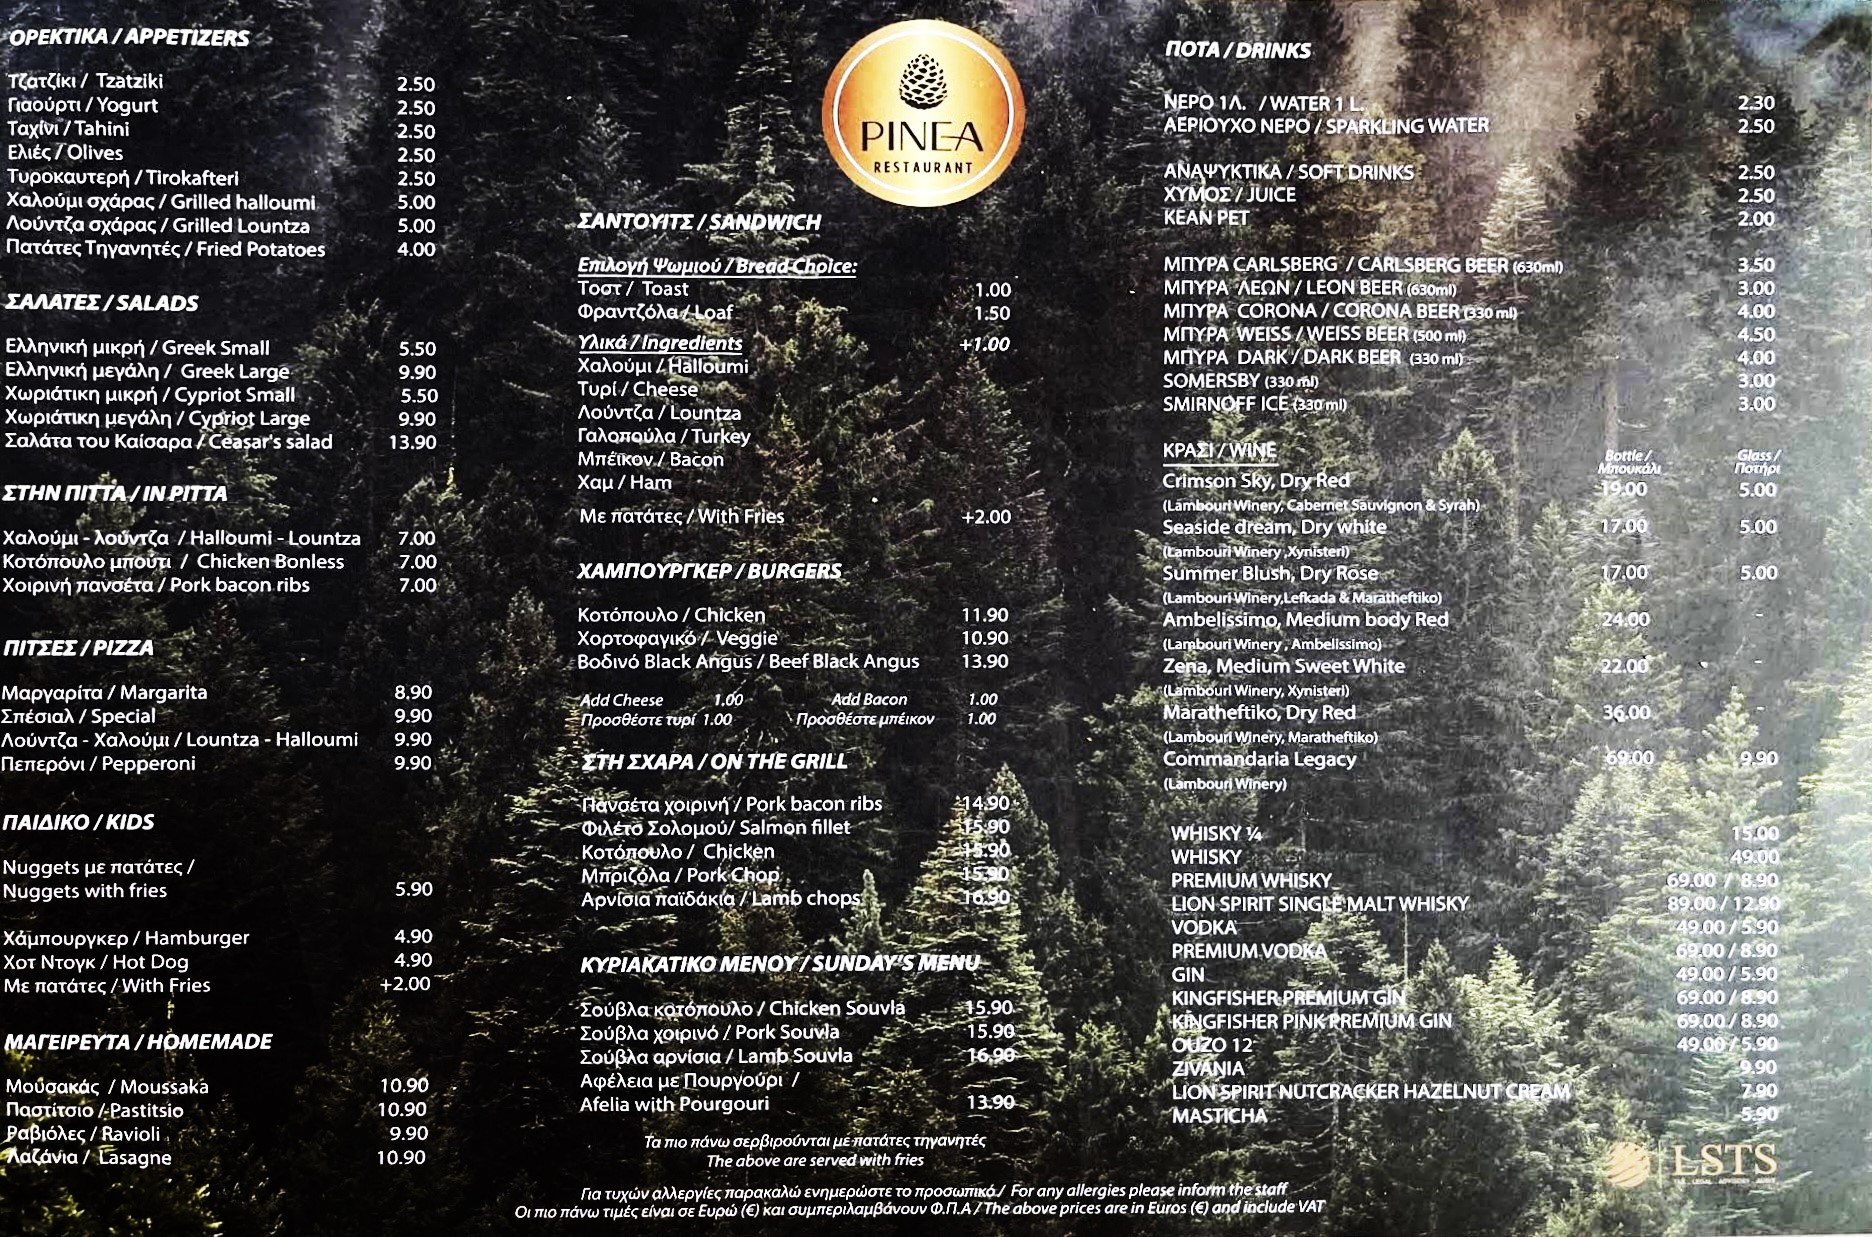 ΟΡΕΚΤΙΚΑ / APPETIZERS
Τζατζίκι / Tzatziki 2.50
Γιαούρτι / Yogurt 2.50
Ταχίνι / Tahini 2.50
Ελιές / Olives 2.50
Τυροκαυτερή / Tirokafteri 2.50
Χαλούμι σχάρας / Grilled halloumi 5.00
Λούντζα σχάρας / Grilled Lountza 5.00
Πατάτες Τηγανητές / Fried Potatoes 4.00
ΣΑΛΑΤΕΣ / SALADS
Ελληνική μικρή / Greek Small 5.50
Ελληνική μεγάλη / Greek Large 9.90
Χωριάτικη μικρή / Cypriot Small 5.50
Χωριάτικη μεγάλη / Cypriot Large 9.90
Σαλάτα του Καίσαρα / Ceasar's salad 13.90
ΣΤΗΝ ΠΙΤΤΑ / IN PITTA
Χαλούμι - λούντζα / Halloumi - Lountza 7.00
Κοτόπουλο μπούτι / Chicken Bonless 7.00
Χοιρινή πανσέτα / Pork bacon ribs 7.00
ΠΙΤΣΕΣ / PIZZA
Μαργαρίτα / Margarita 8.90
Σπέσιαλ / Special 9.90
Λούντζα - Χαλούμι / Lountza - Halloumi 9.90
Πεπερόνι / Pepperoni 9.90
ΠΑΙΔΙΚΟ / KIDS
Nuggets με πατάτες /
Nuggets with fries 5.90
Χάμπουργκερ / Hamburger 4.90
Χοτ Ντογκ / Hot Dog 4.90
Με πατάτες / With Fries +2.00
ΜΑΓΕΙΡΕΥΤΑ / HOMEMADE
Μουσακάς / Moussaka 10.90
Παστίτσιο / Pastitsio 10.90
Ραβιόλες / Ravioli 9.90
Λαζάνια / Lasagne 10.90
PINEA
RESTAURANT
ΣΑΝΤΟΥΙΤΣ / SANDWICH
Επιλογή Ψωμιού / Bread Choice:
Τοστ / Toast 1.00
Φραντζόλα / Loaf 1.50
Υλικά / Ingredients +1.00
Χαλούμι / Halloumi
Τυρί / Cheese
Λούντζα / Lountza
Γαλοπούλα / Turkey
Μπέϊκον / Bacon
Χαμ / Ham
Με πατάτες / With Fries +2.00
ΧΑΜΠΟΥΡΓΚΕΡ / BURGERS
Κοτόπουλο / Chicken 11.90
Χορτοφαγικό / Veggie 10.90
Βοδινό Black Angus / Beef Black Angus 13.90
Add Cheese 1.00 Add Bacon 1.00
Προσθέστε τυρί 1.00 Προσθέστε μπέικον 1.00
ΣΤΗ ΣΧΑΡΑ / ON THE GRILL
Πανσέτα χοιρινή / Pork bacon ribs 14.90
Φιλέτο Σολομού/ Salmon fillet 15.90
Κοτόπουλο / Chicken 15.90
Μπριζόλα / Pork Chop 15.90
Αρνίσια παϊδάκια / Lamb chops 16.90
ΚΥΡΙΑΚΑΤΙΚΟ ΜΕΝΟΥ / SUNDAY'S MENU
Σούβλα κοτόπουλο / Chicken Souvla 15.90
Σούβλα χοιρινό / Pork Souvla 15.90
Σούβλα αρνίσια / Lamb Souvla 16.90
Αφέλεια με Πουργούρι /
Afelia with Pourgouri 13.90
Τα πιο πάνω σερβιρούνται με πατάτες τηγανητές
The above are served with fries
Για τυχών αλλεργίες παρακαλώ ενημερώστε το προσωπικό./ For any allergies please inform the staff
Οι πιο πάνω τιμές είναι σε Ευρώ (€) και συμπεριλαμβάνουν Φ.Π.Α / The above prices are in Euros (€) and include VAT
ΠΟΤΑ / DRINKS
ΝΕΡΟ 1Λ. / WATER 1 L. 2.30
ΑΕΡΙΟΥΧΟ ΝΕΡΟ / SPARKLING WATER 2.50
ΑΝΑΨΥΚΤΙΚΑ / SOFT DRINKS 2.50
ΧΥΜΟΣ / JUICE 2.50
KEAN PET 2.00
ΜΠΥΡΑ CARLSBERG / CARLSBERG BEER (630ml) 3.50
ΜΠΥΡΑ ΛΕΩΝ / LEON BEER (630ml) 3.00
ΜΠΥΡΑ CORONA / CORONA BEER (330 ml) 4.00
ΜΠΥΡΑ WEISS / WEISS BEER (500 ml) 4.50
ΜΠΥΡΑ DARK / DARK BEER (330 ml) 4.00
SOMERSBY (330 ml) 3.00
SMIRNOFF ICE (330 ml) 3.00
ΚΡΑΣΙ / WINE Bottle / Glass /
Μπουκάλι Ποτήρι
Crimson Sky, Dry Red 19.00 5.00
(Lambouri Winery, Cabernet Sauvignon & Syrah)
Seaside dream, Dry white 17.00 5.00
(Lambouri Winery ,Xynisteri)
Summer Blush, Dry Rose 17.00 5.00
(Lambouri Winery,Lefkada & Maratheftiko)
Ambelissimo, Medium body Red 24.00 -
(Lambouri Winery , Ambelissimo)
Zena, Medium Sweet White 22.00 -
(Lambouri Winery, Xynisteri)
Maratheftiko, Dry Red 36.00 -
(Lambouri Winery, Maratheftiko)
Commandaria Legacy 69.00 9.90
(Lambouri Winery)
WHISKY ¼ 15.00
WHISKY 49.00
PREMIUM WHISKY 69.00 / 8.90
LION SPIRIT SINGLE MALT WHISKY 89.00 / 12.90
VODKA 49.00 / 5.90
PREMIUM VODKA 69.00 / 8.90
GIN 49.00 / 5.90
KINGFISHER PREMIUM GIN 69.00 / 8.90
KINGFISHER PINK PREMIUM GIN 69.00 / 8.90
OUZO 12 49.00 / 5.90
ZIVANIA 9.90
LION SPIRIT NUTCRACKER HAZELNUT CREAM 7.90
MASTICHA 5.90
LSTS